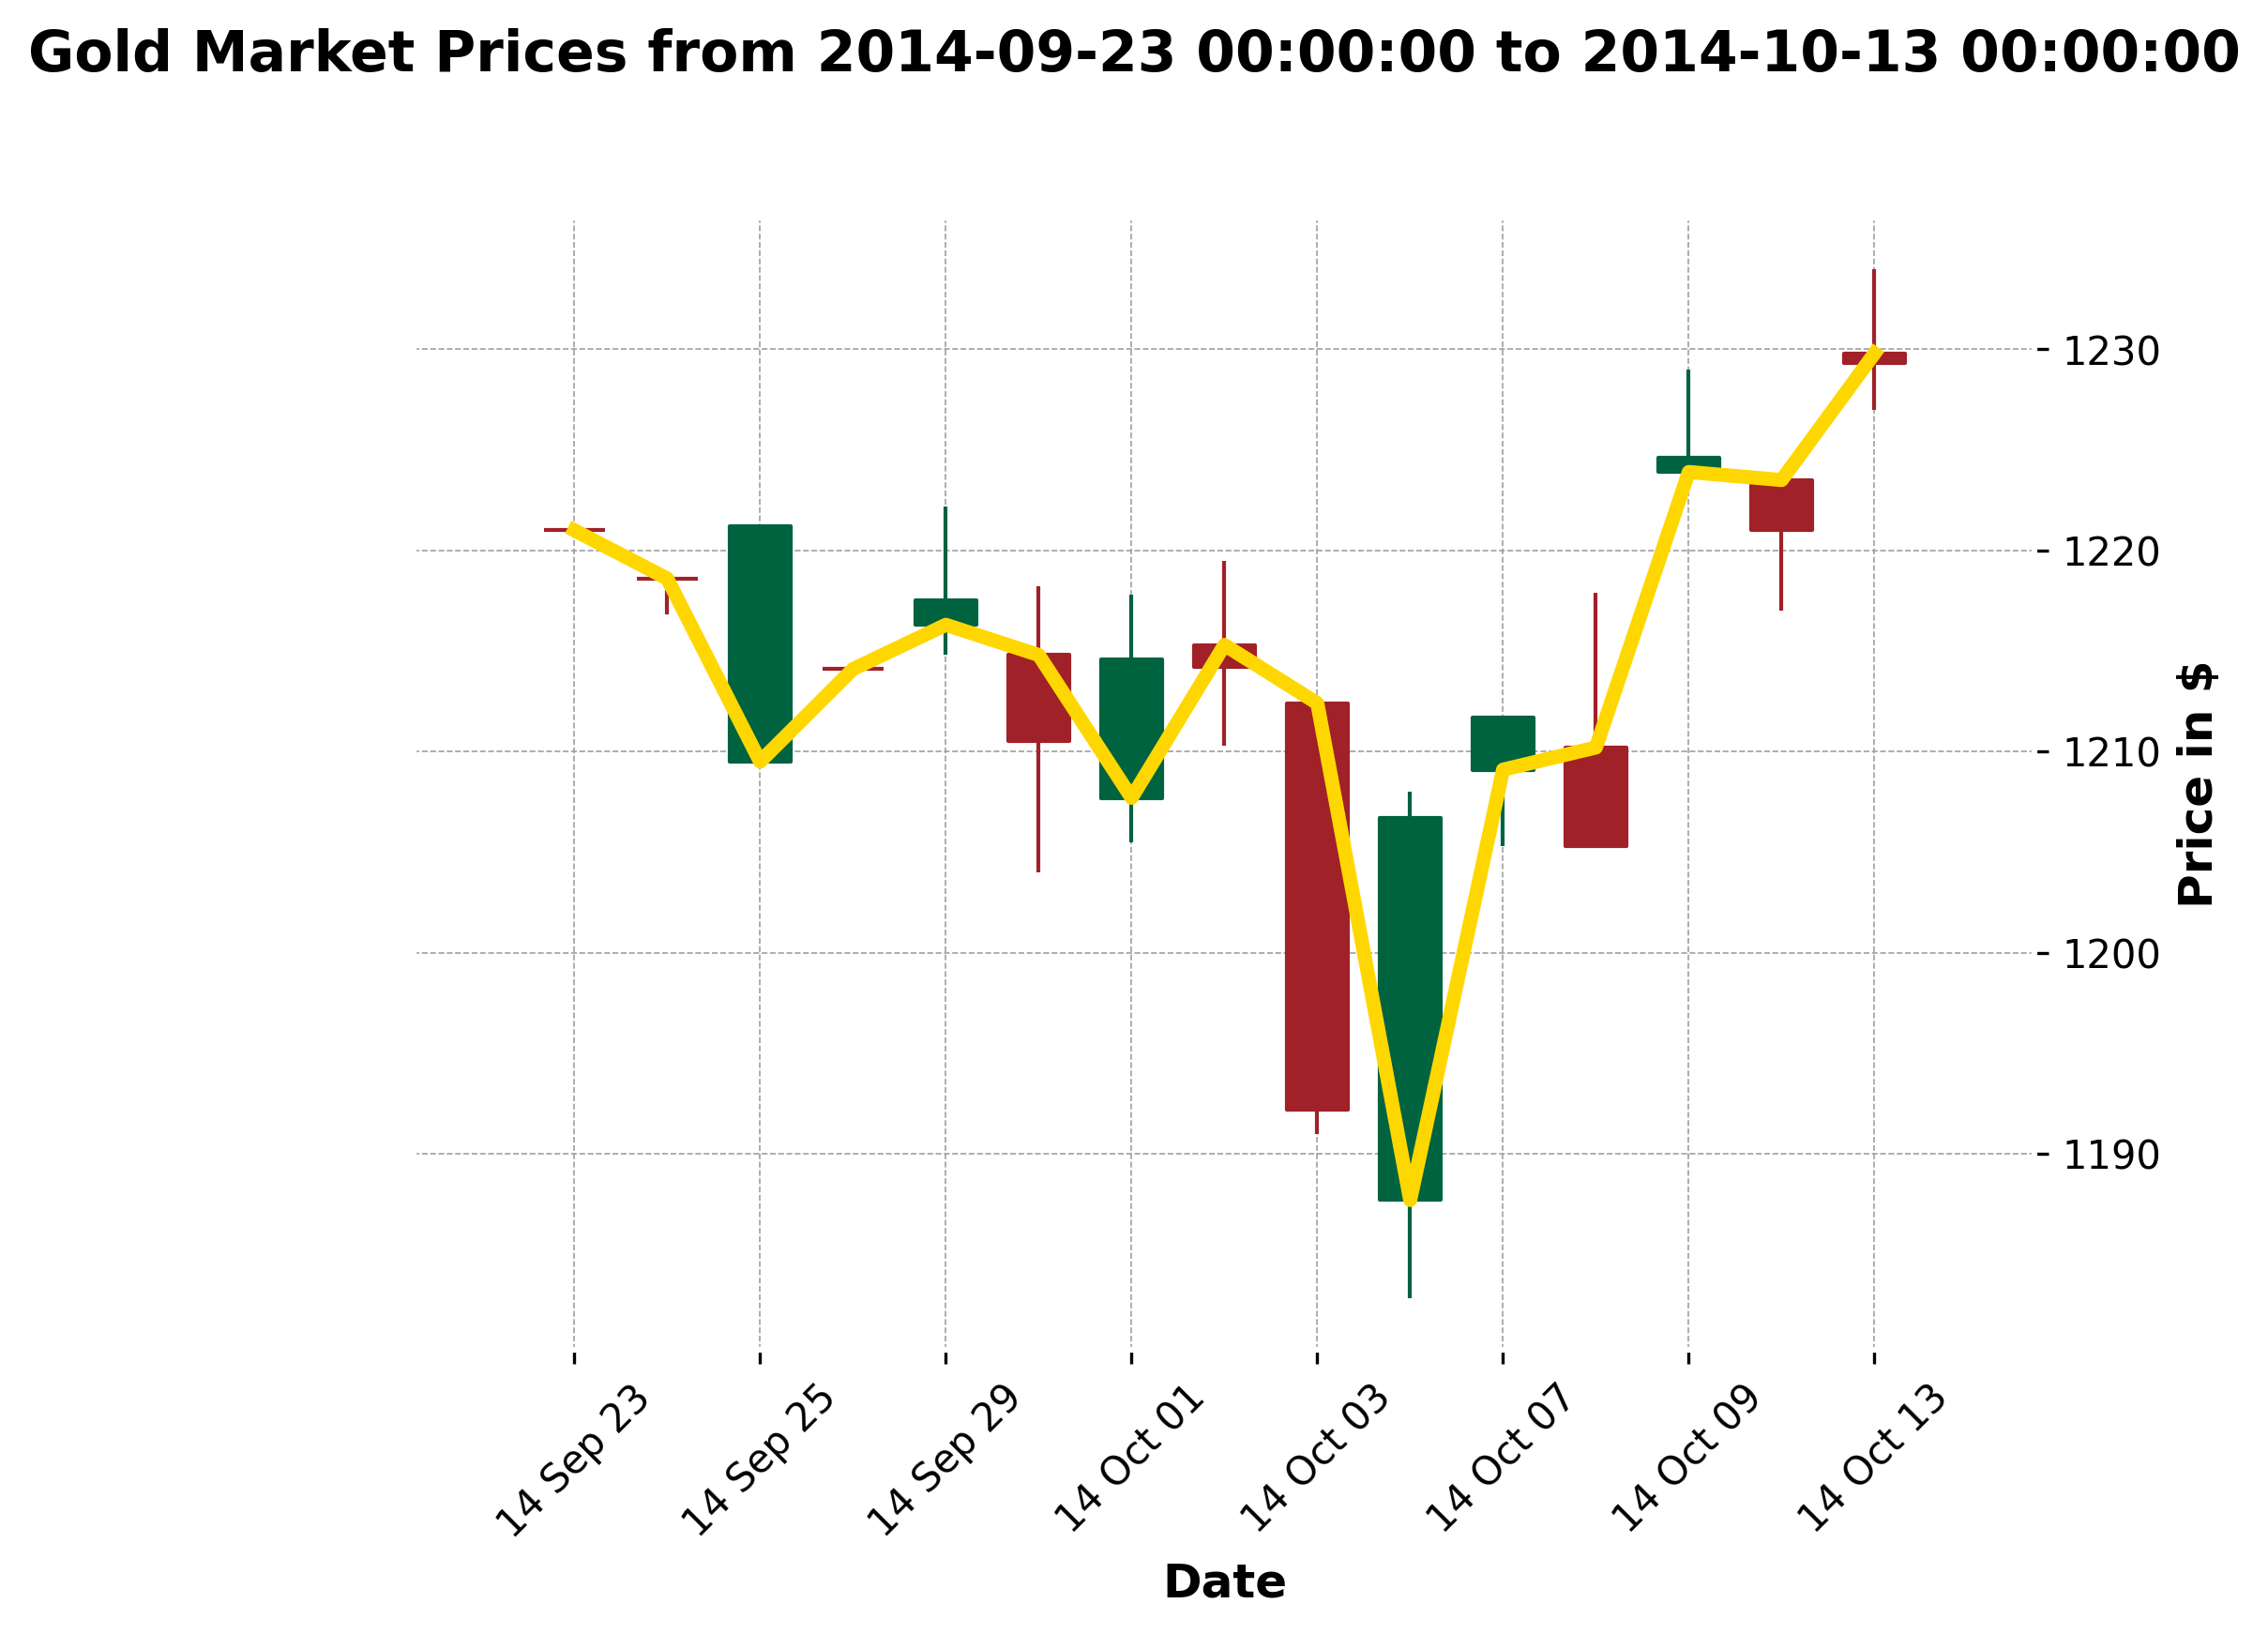 Gold Market Prices from 2014-09-23 00:00:00 to 2014-10-13 00:00:00
1230
1220
1210
1200
1190
Price in $
14 Sep 23
14 Sep 25
14 Sep 29
14 Oct 01
14 Oct 03
14 Oct 07
14 Oct 09
14 Oct 13
Date